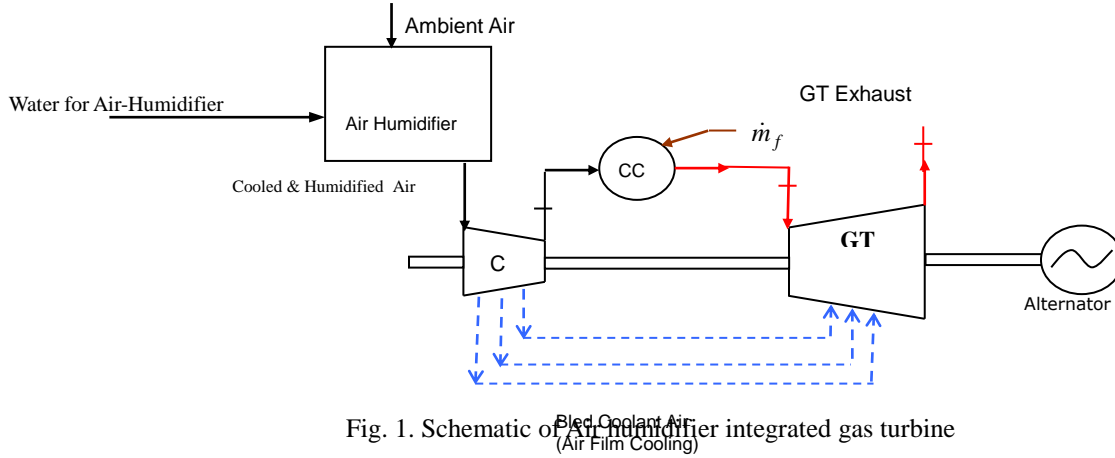 Ambient Air
Water for Air-Humidifier
Air Humidifier
GT Exhaust
ṁ_f
CC
Cooled & Humidified Air
GT
C
Alternator
Bled Coolant Air
(Air Film Cooling)
Fig. 1. Schematic of Air humidifier integrated gas turbine